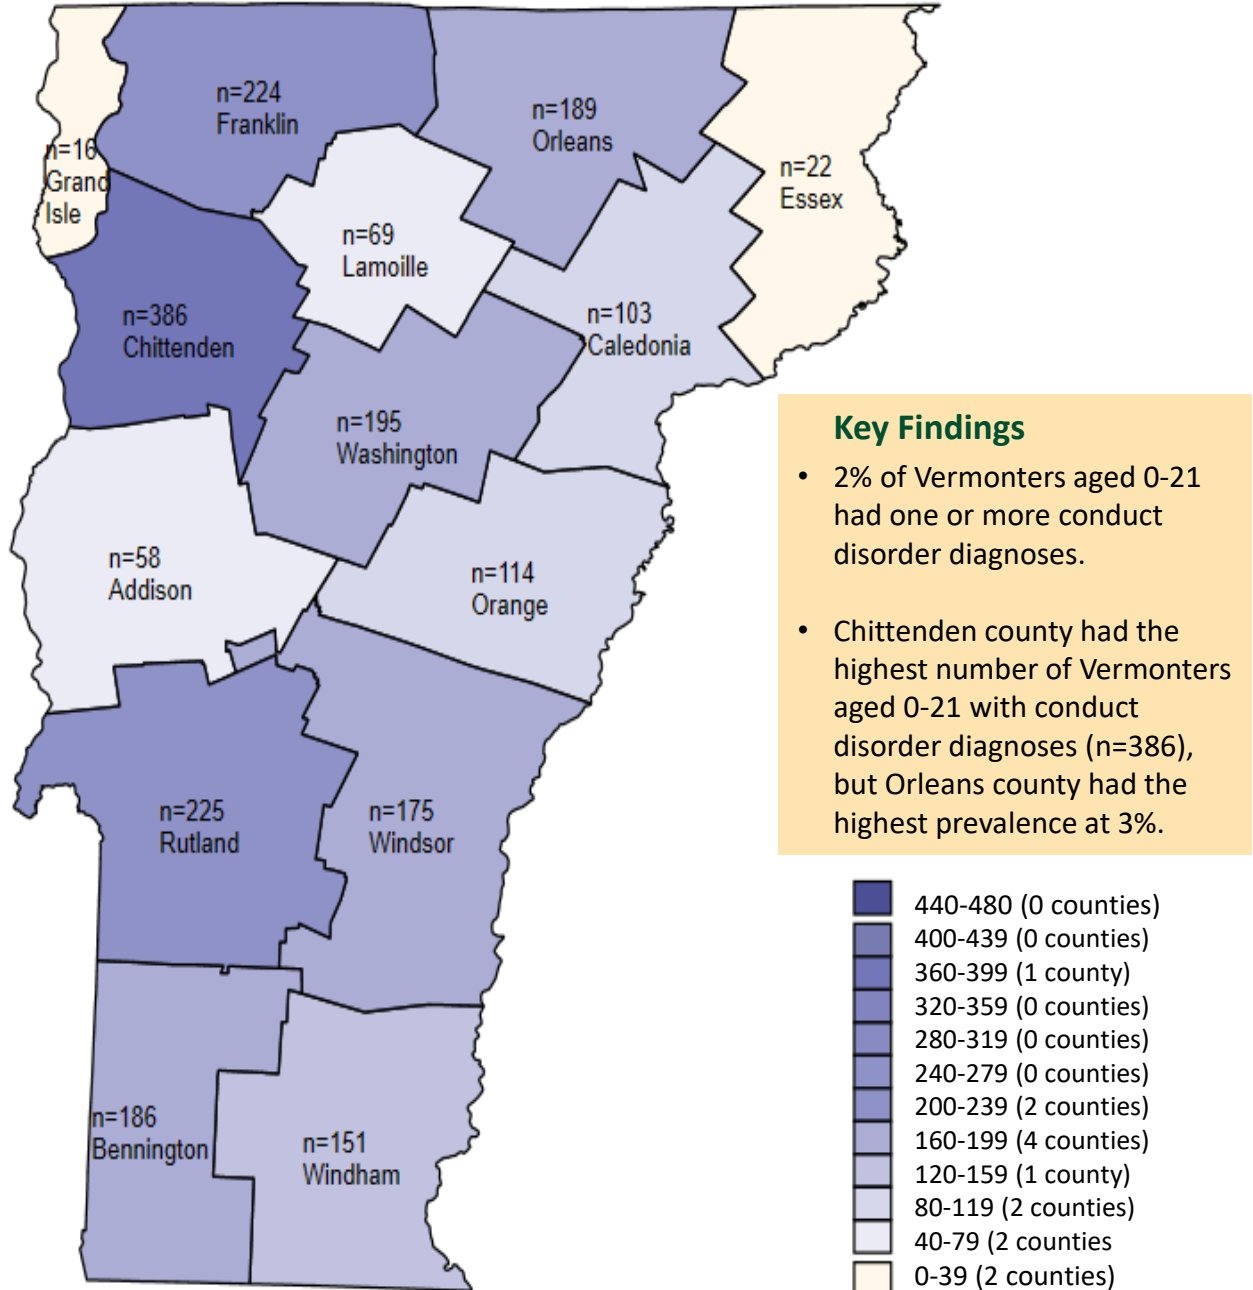 n=224
Franklin
n=189
Orleans
n=16
Grand
Isle
n=22
Essex
n=69
Lamoille
n=386
Chittenden
n=103
Caledonia
n=195
Washington
n=58
Addison
n=114
Orange
n=225
Rutland
n=175
Windsor
n=186
Bennington
n=151
Windham
Key Findings
• 2% of Vermonters aged 0-21
had one or more conduct
disorder diagnoses.
• Chittenden county had the
highest number of Vermonters
aged 0-21 with conduct
disorder diagnoses (n=386),
but Orleans county had the
highest prevalence at 3%.
440-480 (0 counties)
400-439 (0 counties)
360-399 (1 county)
320-359 (0 counties)
280-319 (0 counties)
240-279 (0 counties)
200-239 (2 counties)
160-199 (4 counties)
120-159 (1 county)
80-119 (2 counties)
40-79 (2 counties
0-39 (2 counties)